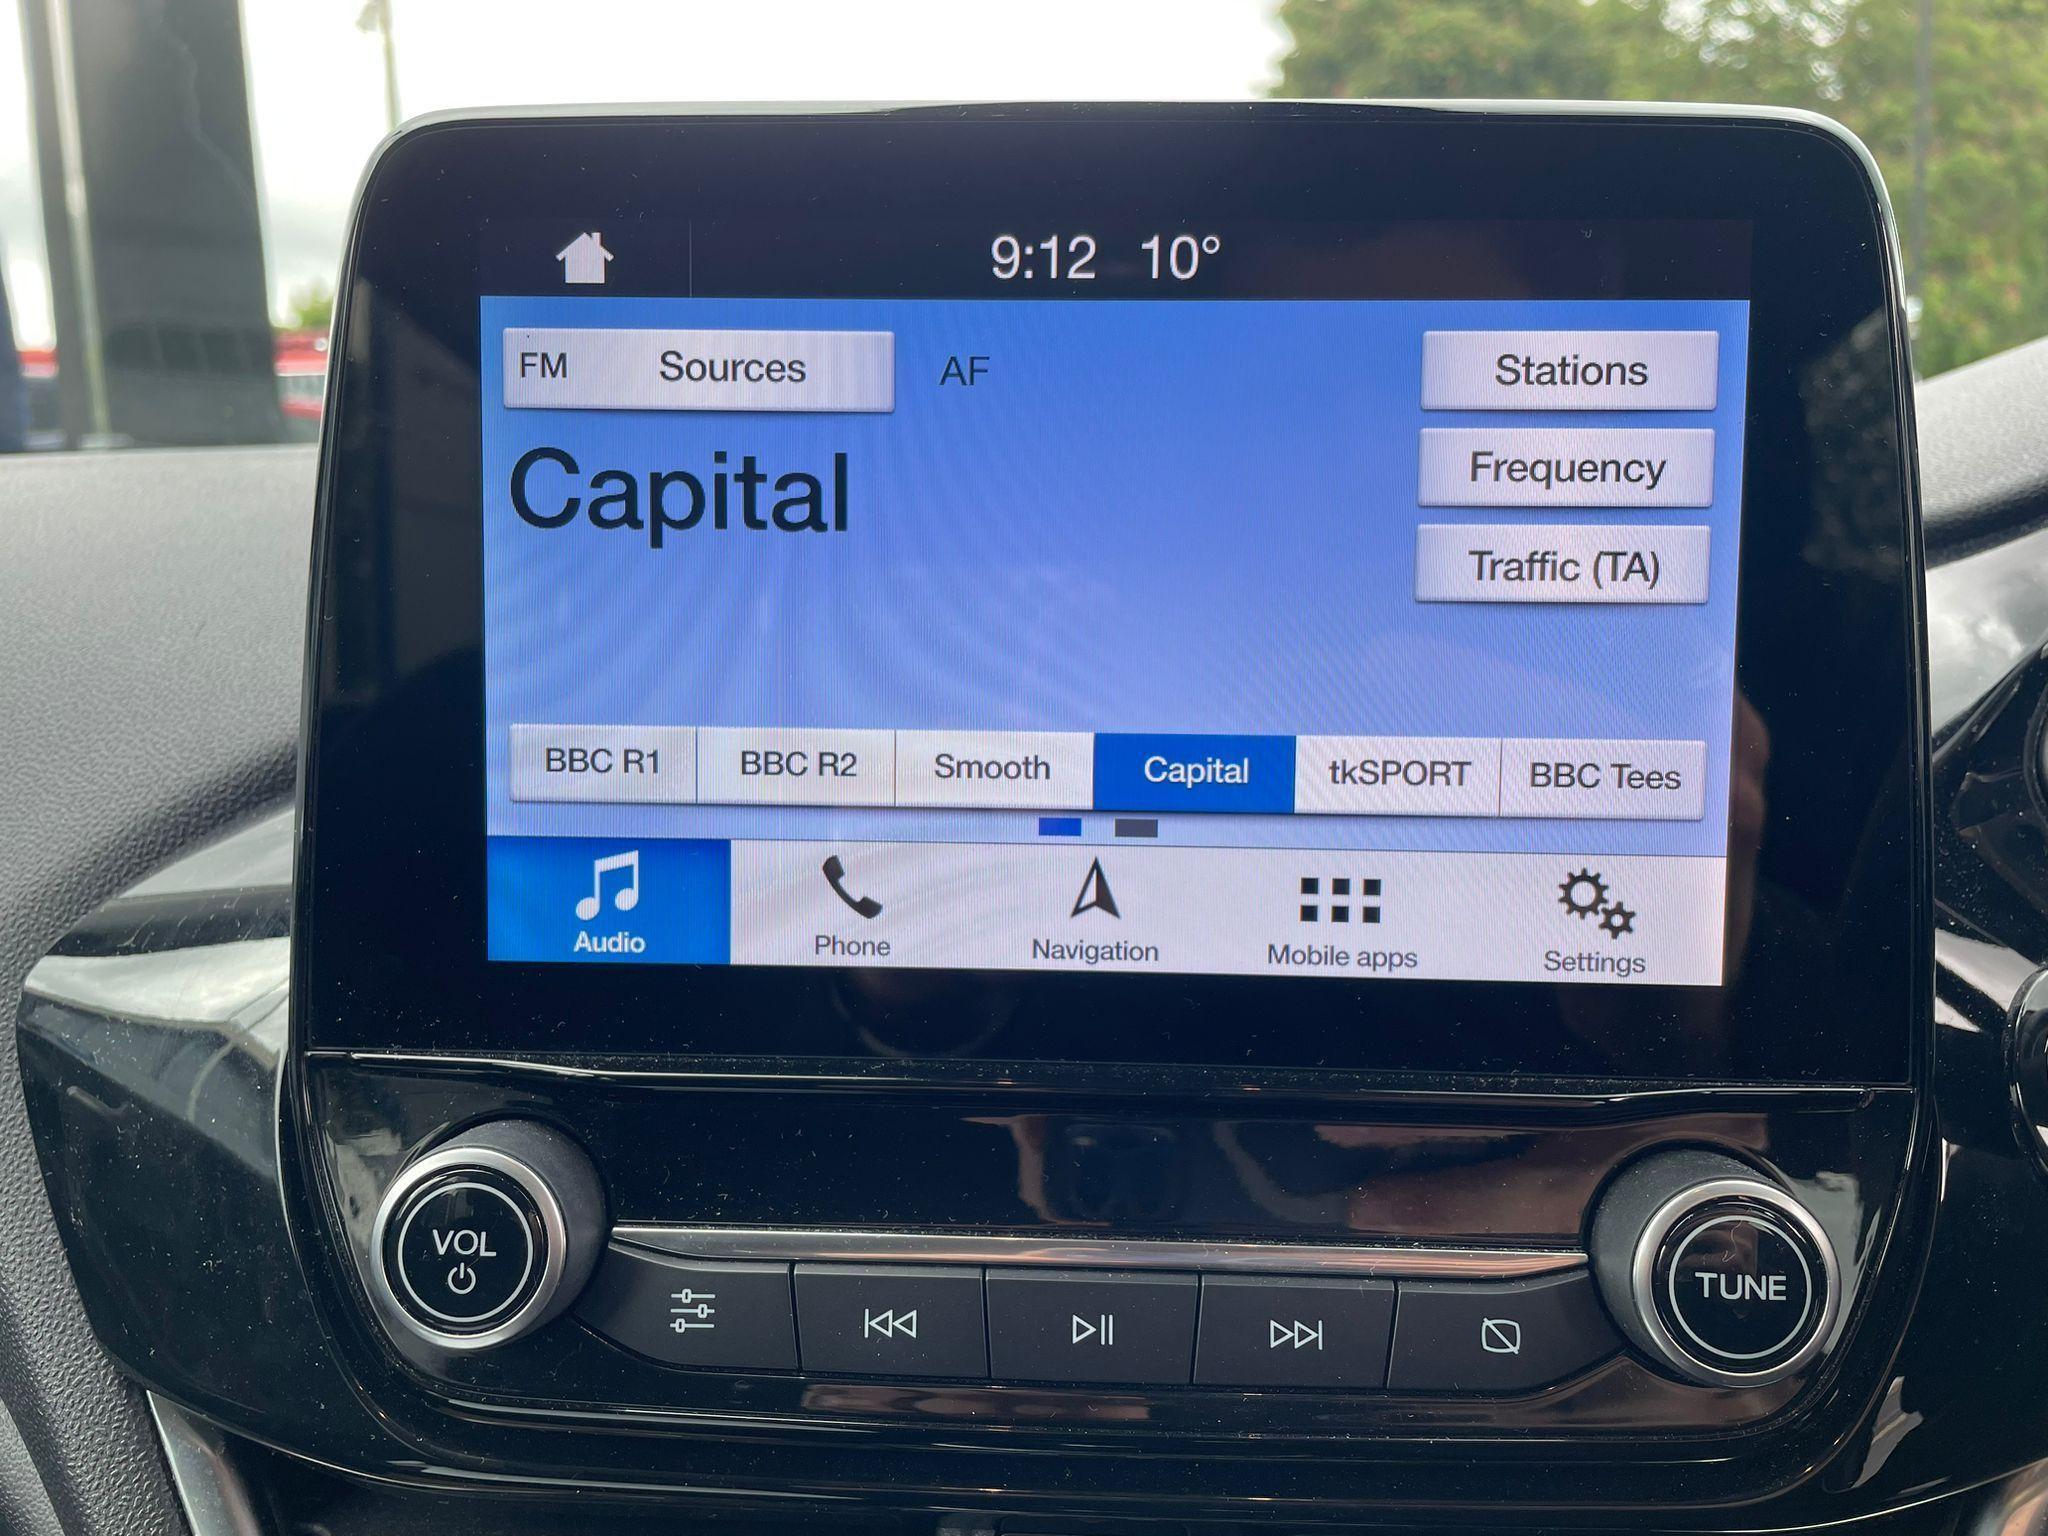 9:12 10°
FM Sources AF Stations
Capital
Frequency
Traffic (TA)
BBC R1 BBC R2 Smooth Capital tkSPORT BBC Tees
Audio Phone Navigation Mobile apps Settings
VOL
TUNE